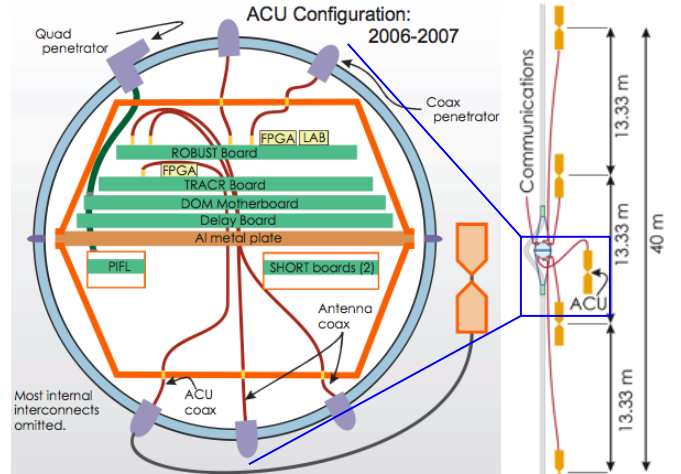 ACU Configuration:
2006-2007
Quad
penetrator
Coax
penetrator
FPGA
LAB
ROBUST Board
FPGA
TRACR Board
DOM Motherboard
Delay Board
Al metal plate
PIFL
SHORT boards (2)
Antenna
coax
ACU
coax
Most internal
interconnects
omitted.
Communications
13.33 m
13.33 m
40 m
ACU
13.33 m